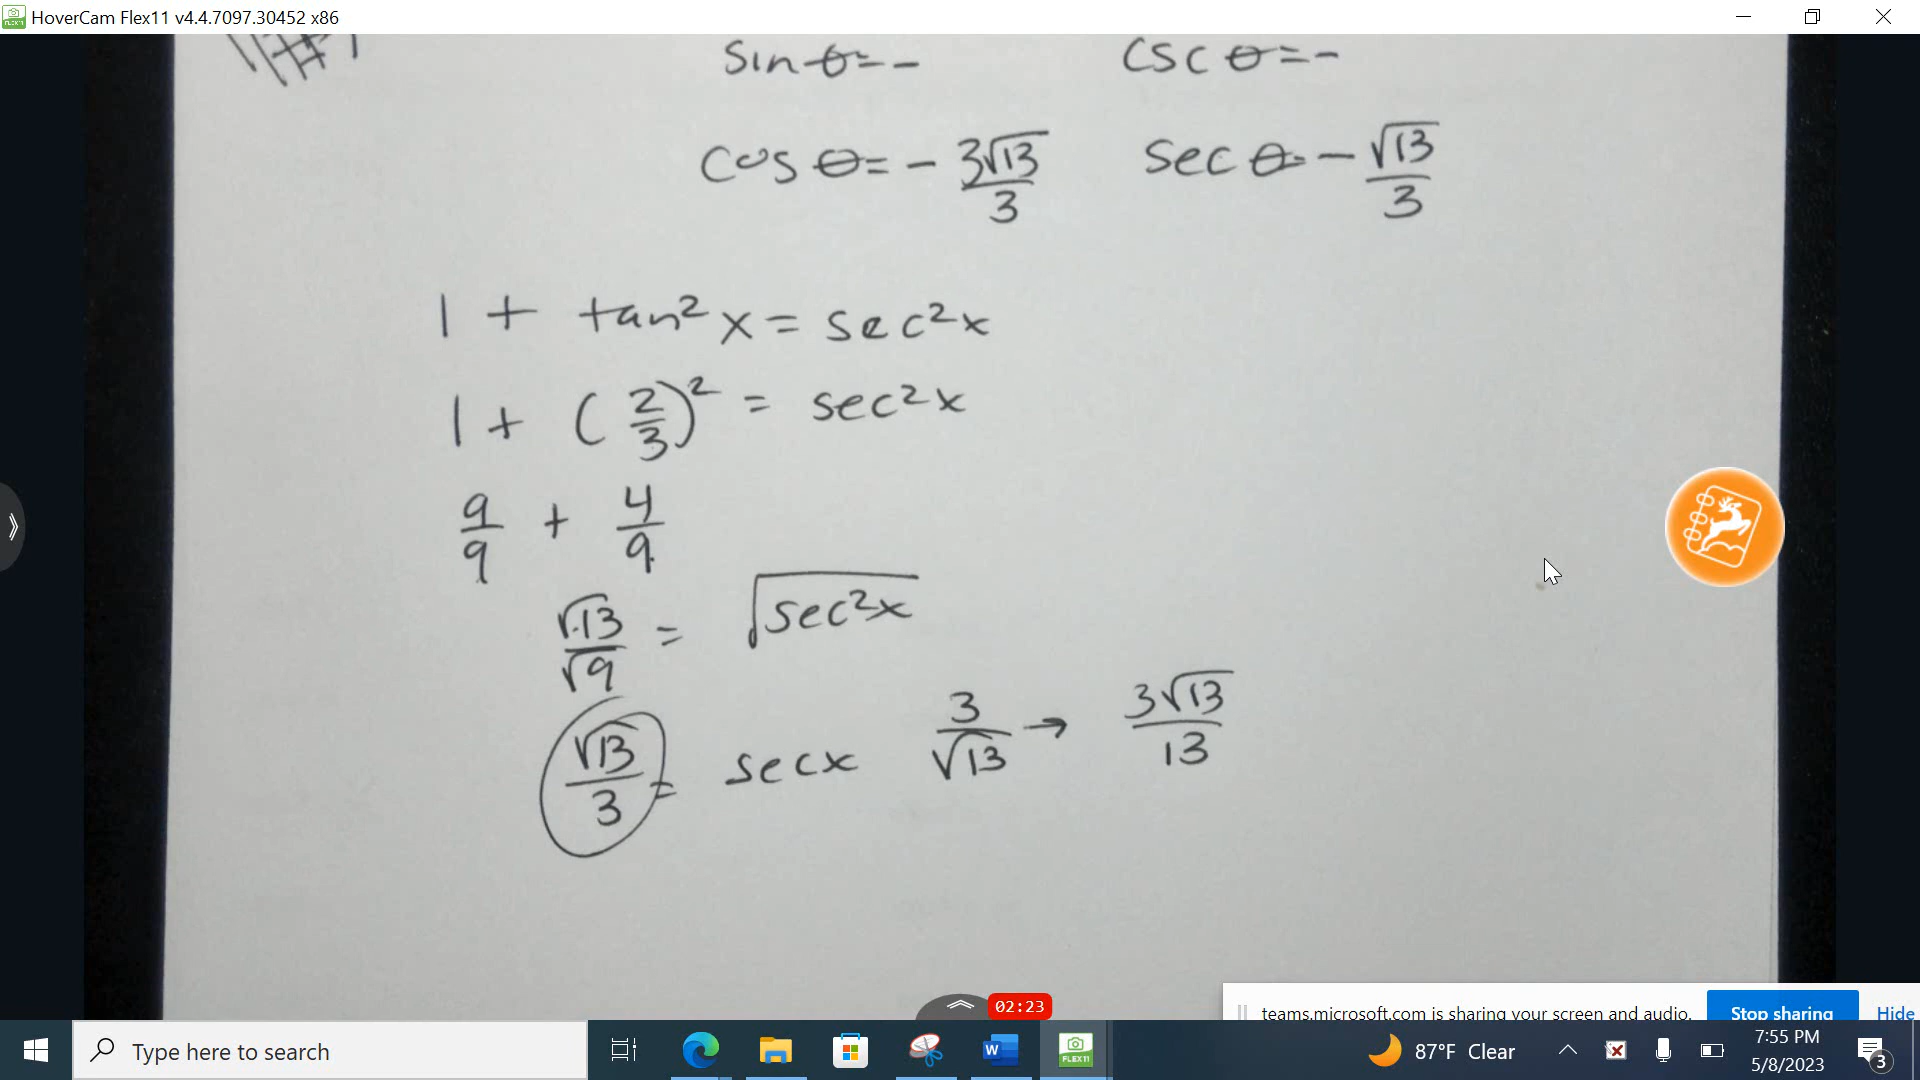 HoverCam Flex11 v4.4.7097.30452 x86
sin θ = - csc θ = -
cos θ = - 3√13/3 sec θ = - √13/3
1 + tan²x = sec²x
1 + (2/3)² = sec²x
9/9 + 4/9
√13/√9 = √sec²x
√13/3 = sec x 3/√13 → 3√13/13
02:23
teams.microsoft.com is sharing your screen and audio. Stop sharing Hide
Type here to search
FLEX11
87°F Clear
7:55 PM
5/8/2023
3